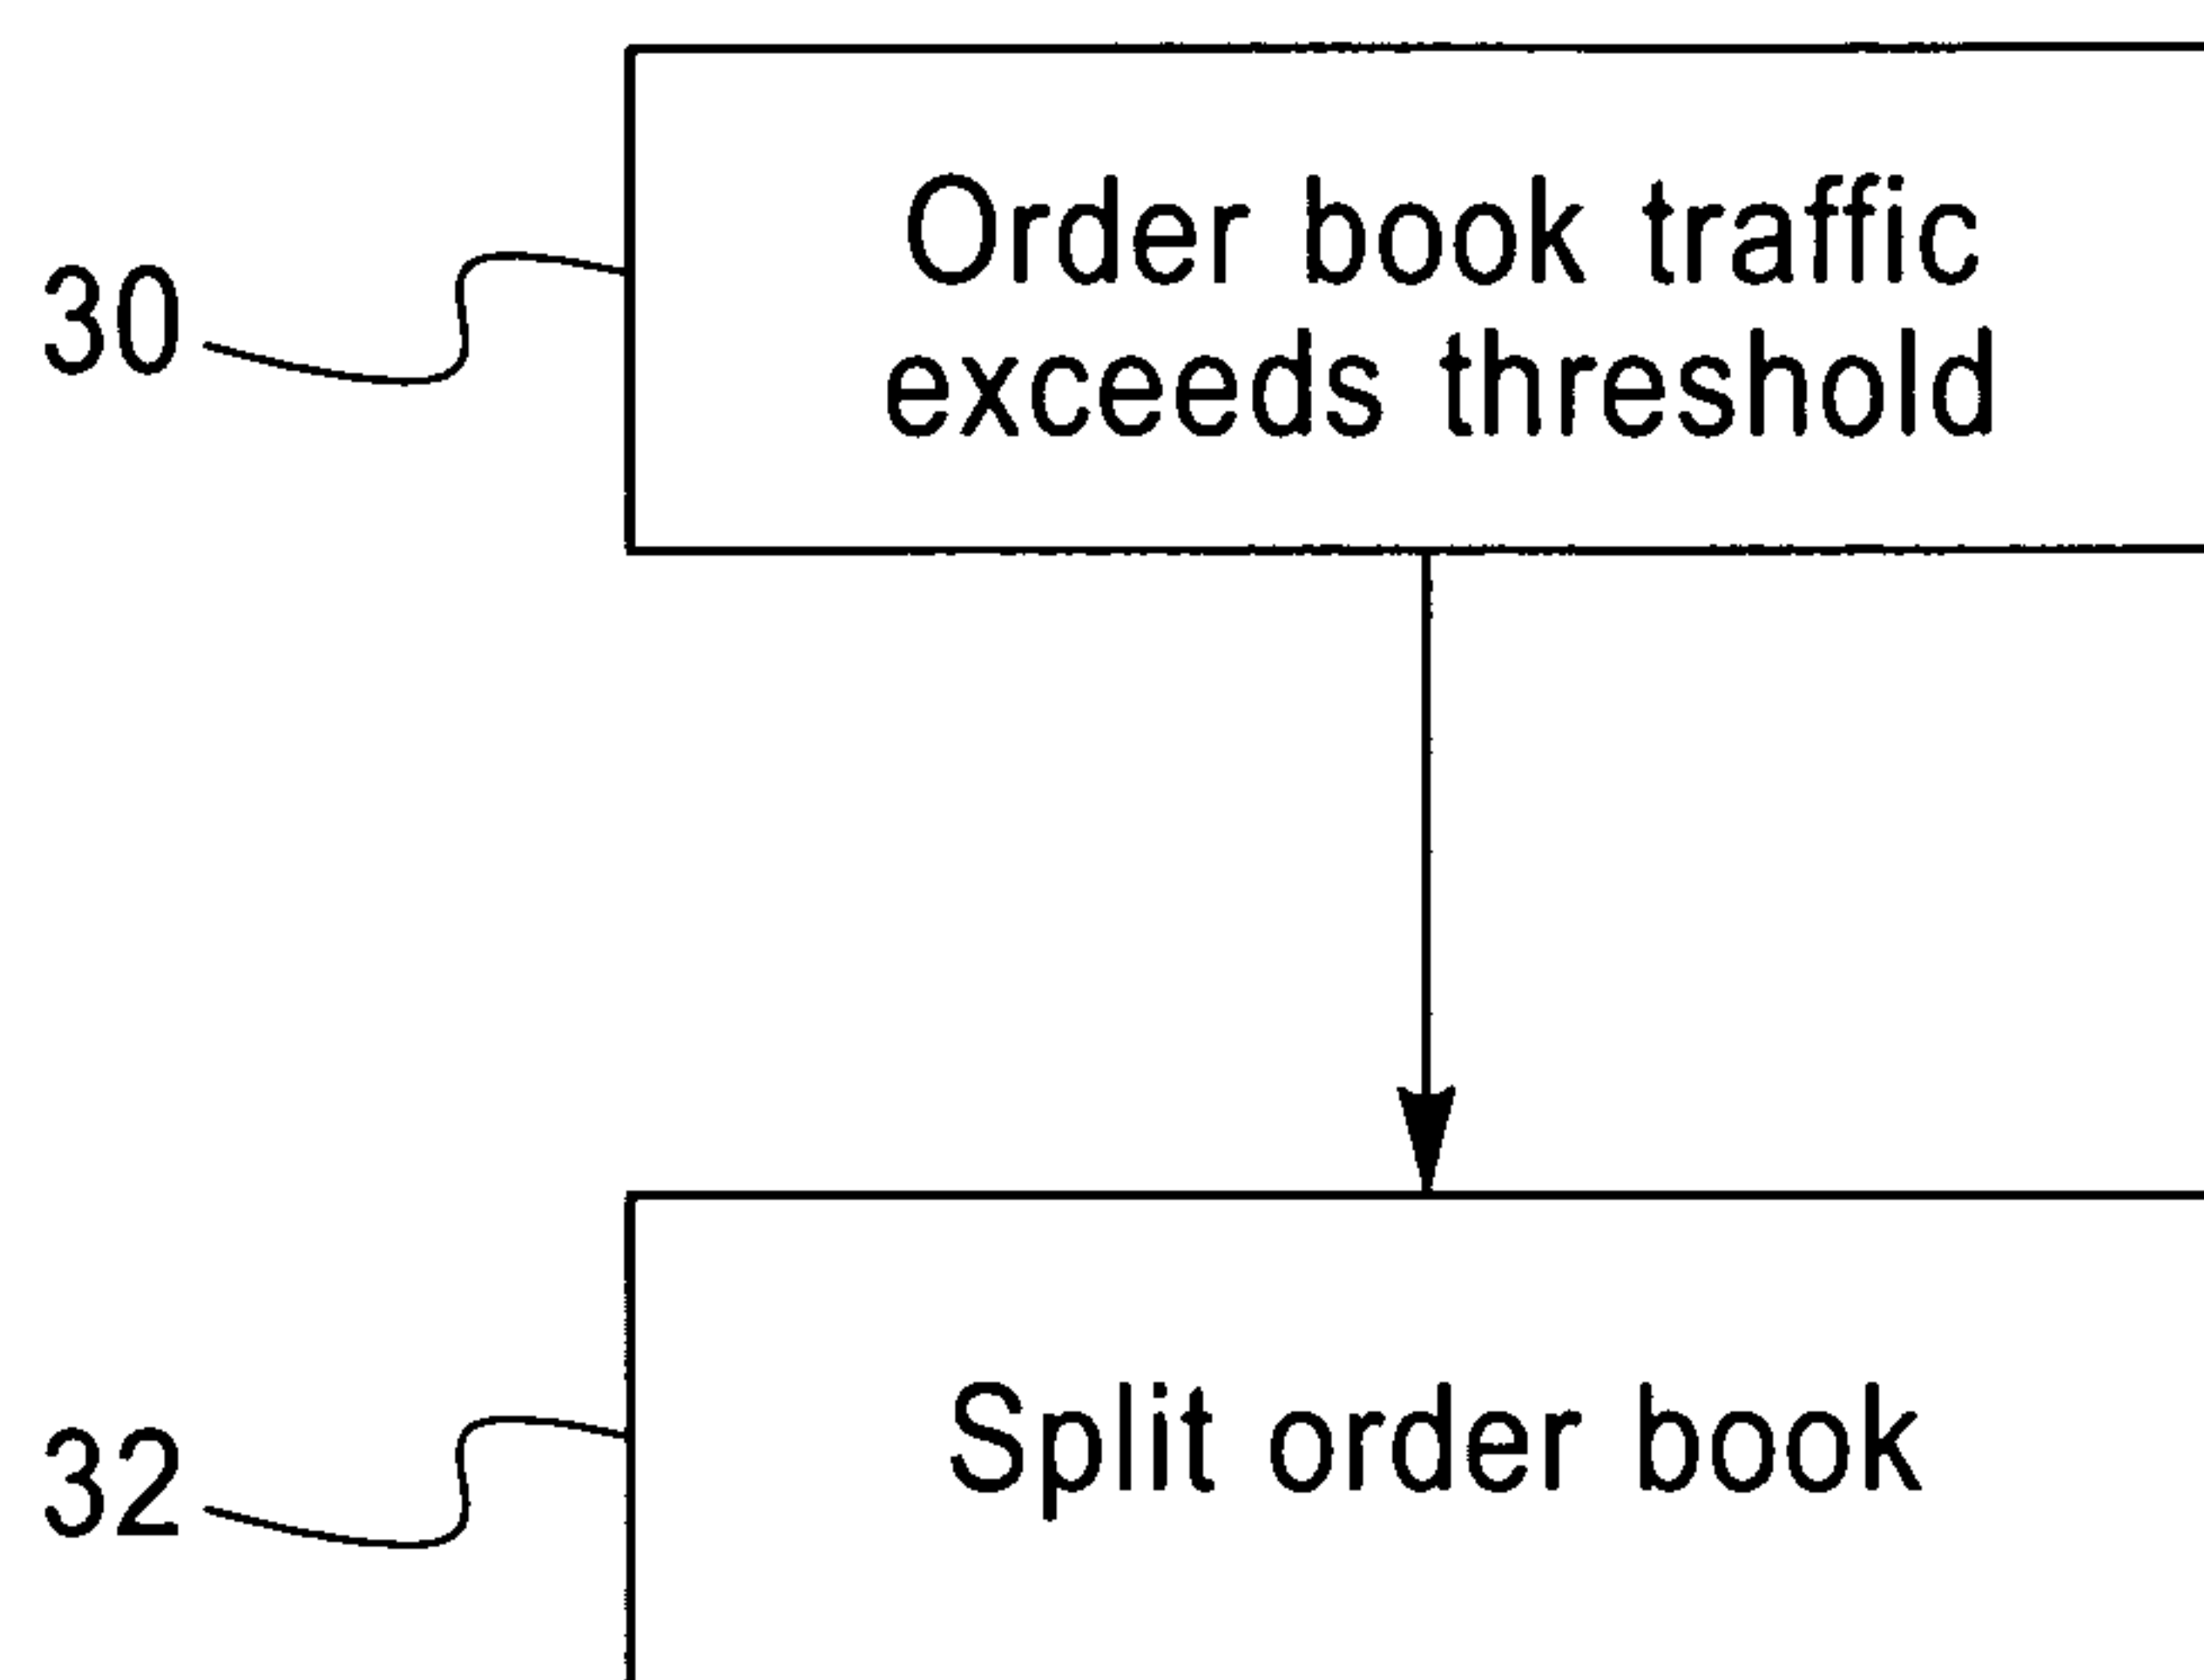 Order book traffic
30
exceeds threshold
Split order book
32